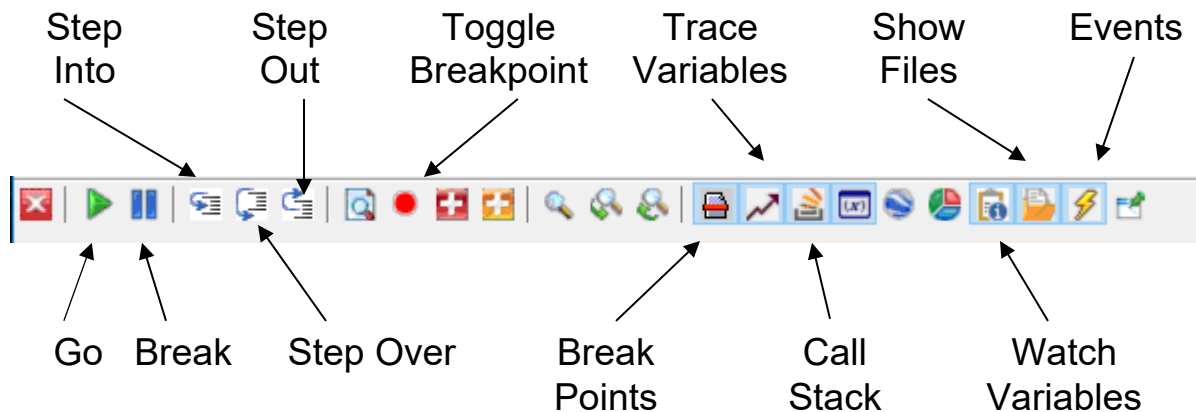 Step
Into
Step
Out
Toggle
Breakpoint
Trace
Variables
Show
Files
Events
(x)
Go
Break
Step Over
Break
Points
Call
Stack
Watch
Variables